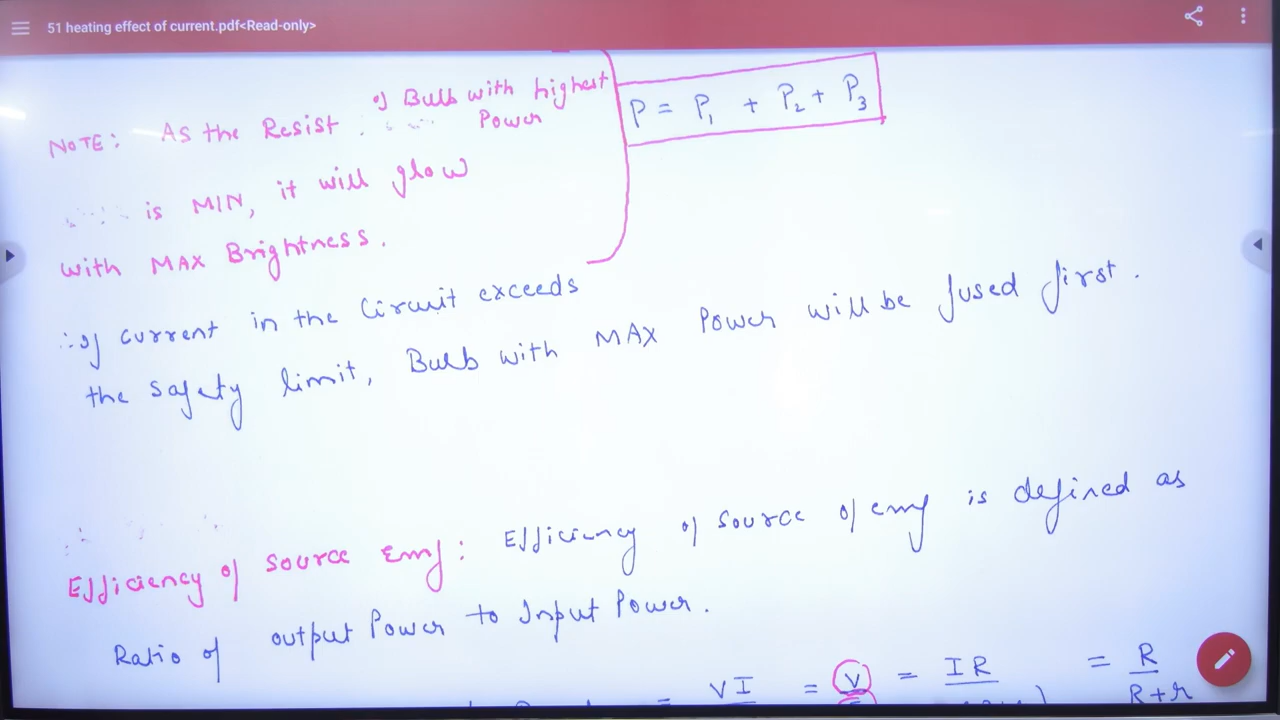 51 heating effect of current.pdf<Read-only>
of Bulb with highest
NOTE: As the Resist Power
is MIN, it will glow
with MAX Brightness.
P = P1 + P2 + P3
∴ If current in the Circuit exceeds
the safety limit, Bulb with MAX Power will be fused first.
Efficiency of source Emf: Efficiency of source of emf is defined as
Ratio of output Power to Input Power.
= VI = V = IR = R
R+r